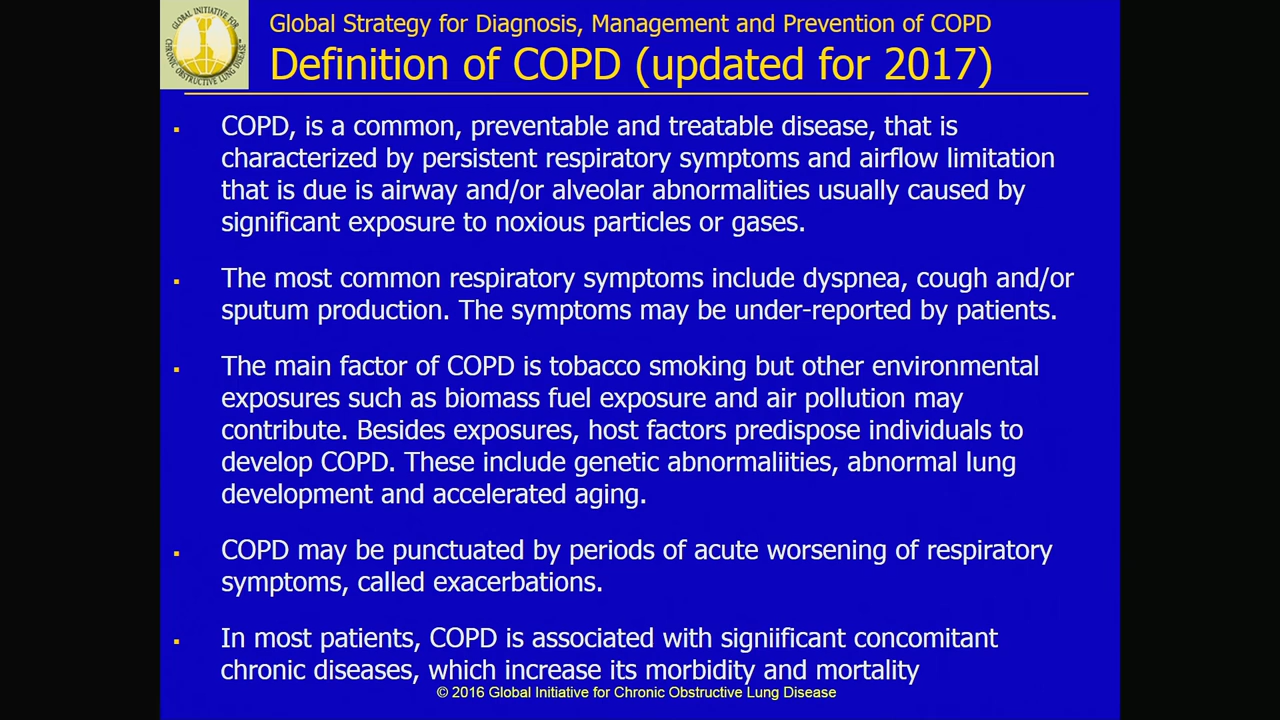 GLOBAL INITIATIVE FOR
CHRONIC OBSTRUCTIVE LUNG DISEASE
Global Strategy for Diagnosis, Management and Prevention of COPD
Definition of COPD (updated for 2017)
▪ COPD, is a common, preventable and treatable disease, that is
characterized by persistent respiratory symptoms and airflow limitation
that is due is airway and/or alveolar abnormalities usually caused by
significant exposure to noxious particles or gases.
▪ The most common respiratory symptoms include dyspnea, cough and/or
sputum production. The symptoms may be under-reported by patients.
▪ The main factor of COPD is tobacco smoking but other environmental
exposures such as biomass fuel exposure and air pollution may
contribute. Besides exposures, host factors predispose individuals to
develop COPD. These include genetic abnormaliities, abnormal lung
development and accelerated aging.
▪ COPD may be punctuated by periods of acute worsening of respiratory
symptoms, called exacerbations.
▪ In most patients, COPD is associated with signiificant concomitant
chronic diseases, which increase its morbidity and mortality
© 2016 Global Initiative for Chronic Obstructive Lung Disease